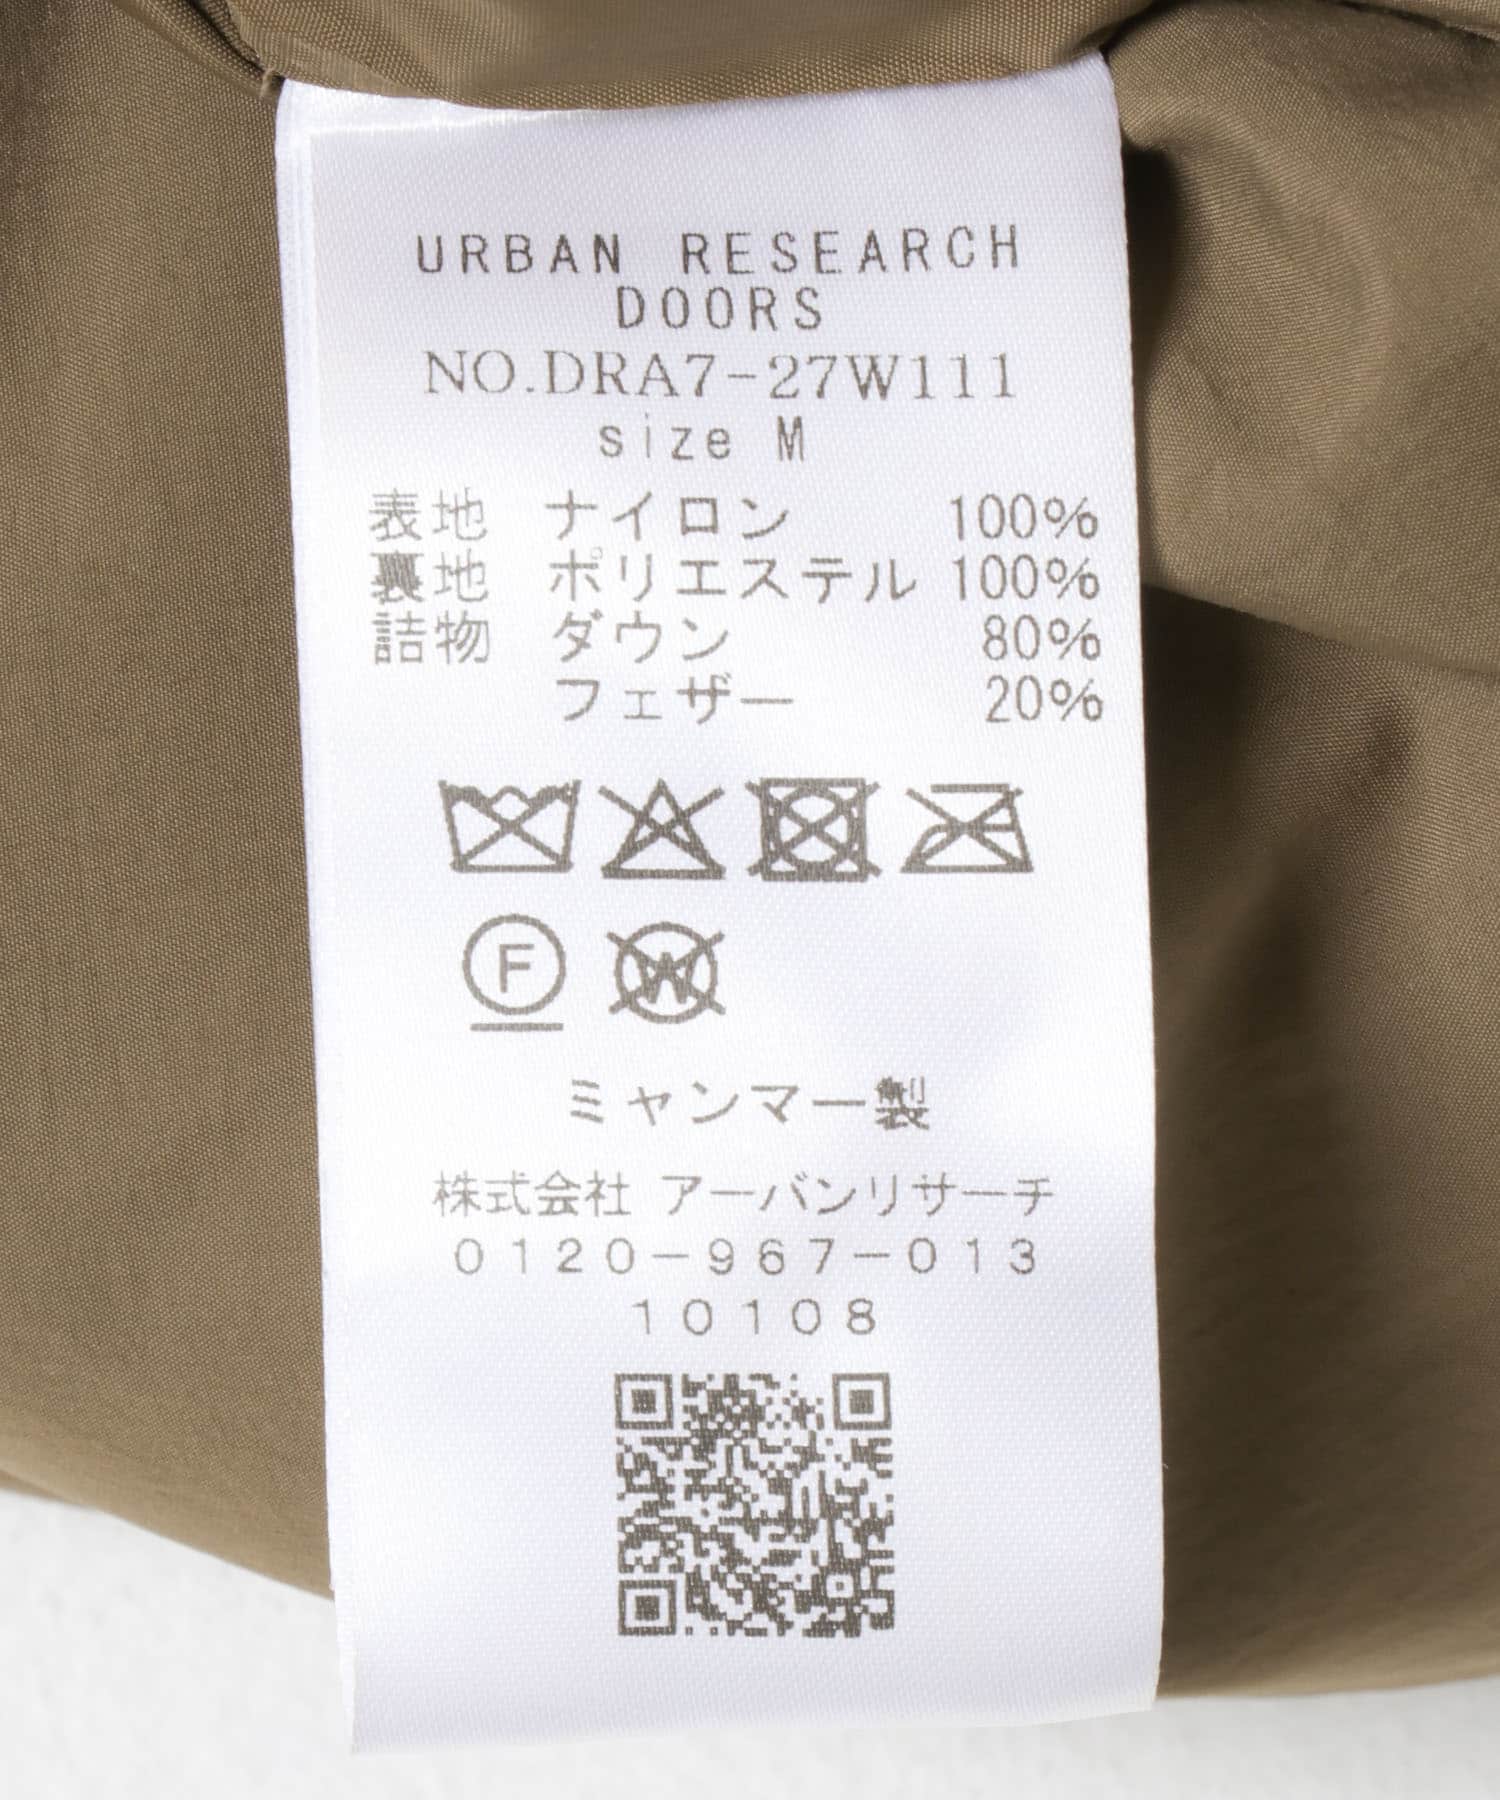 URBAN RESEARCH
DOORS
NO.DRA7-27W111
size M
表地 ナイロン 100%
裏地 ポリエステル 100%
詰物 ダウン 80%
フェザー 20%
F W
ミャンマー製
株式会社 アーバンリサーチ
0120-967-013
10108